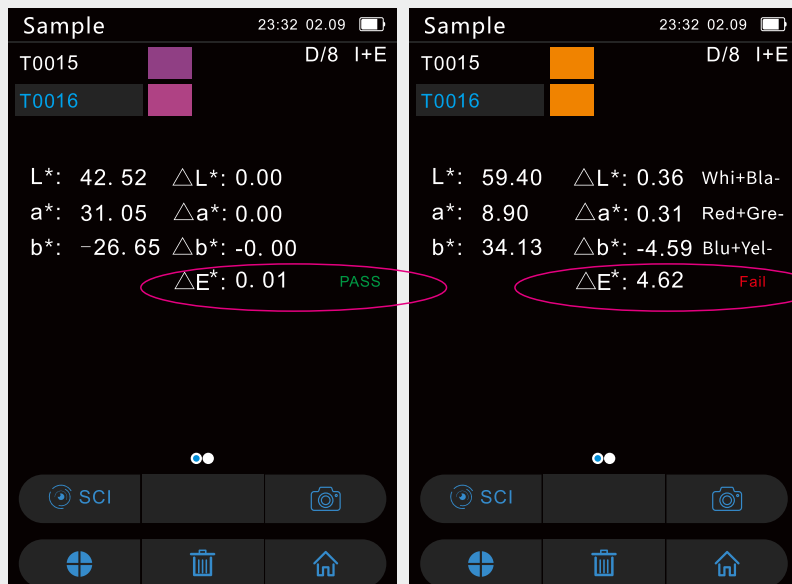 Sample 23:32 02.09
T0015 D/8 I+E
T0016
L*: 42.52 △L*: 0.00
a*: 31.05 △a*: 0.00
b*: -26.65 △b*: -0.00
△E*: 0.01 PASS
SCI
Sample 23:32 02.09
T0015 D/8 I+E
T0016
L*: 59.40 △L*: 0.36 Whi+Bla-
a*: 8.90 △a*: 0.31 Red+Gre-
b*: 34.13 △b*: -4.59 Blu+Yel-
△E*: 4.62 Fail
SCI